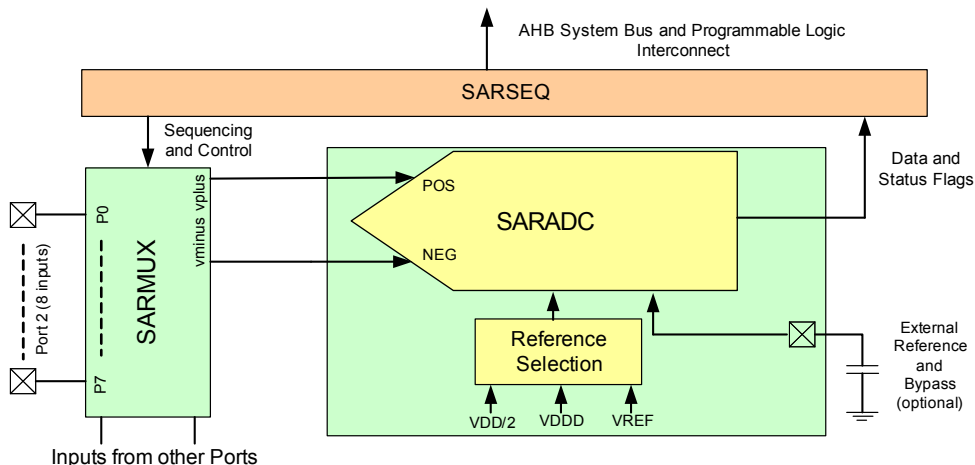 AHB System Bus and Programmable Logic
Interconnect
SARSEQ
Sequencing
and Control
Data and
Status Flags
vminus vplus
POS
NEG
SARADC
P0
Port 2 (8 inputs)
SARMUX
P7
Reference
Selection
External
Reference
and
Bypass
(optional)
VDD/2
VDDD
VREF
Inputs from other Ports